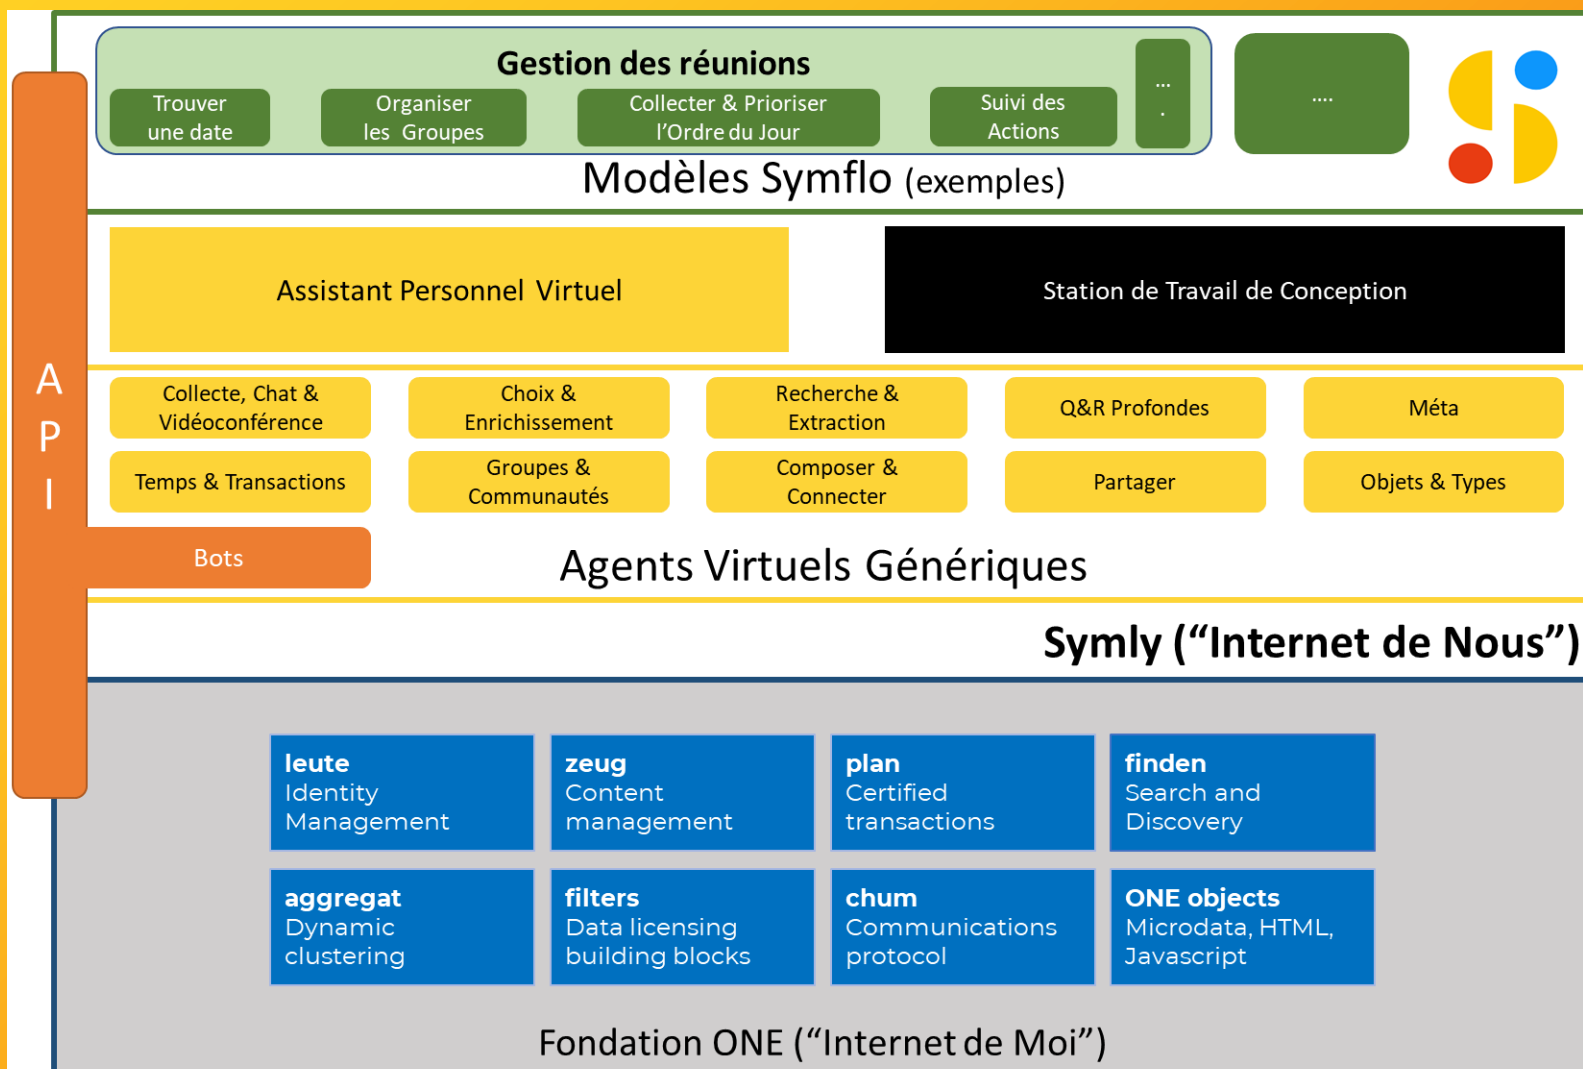 Gestion des réunions
Trouver
une date
Organiser
les Groupes
Collecter & Prioriser
l'Ordre du Jour
Suivi des
Actions
...
.
....
Modèles Symflo (exemples)
Assistant Personnel Virtuel
Station de Travail de Conception
A
P
I
Collecte, Chat &
Vidéoconférence
Choix &
Enrichissement
Recherche &
Extraction
Q&R Profondes
Méta
Temps & Transactions
Groupes &
Communautés
Composer &
Connecter
Partager
Objets & Types
Bots
Agents Virtuels Génériques
Symly (“Internet de Nous”)
leute
Identity
Management
zeug
Content
management
plan
Certified
transactions
finden
Search and
Discovery
aggregat
Dynamic
clustering
filters
Data licensing
building blocks
chum
Communications
protocol
ONE objects
Microdata, HTML,
Javascript
Fondation ONE (“Internet de Moi”)